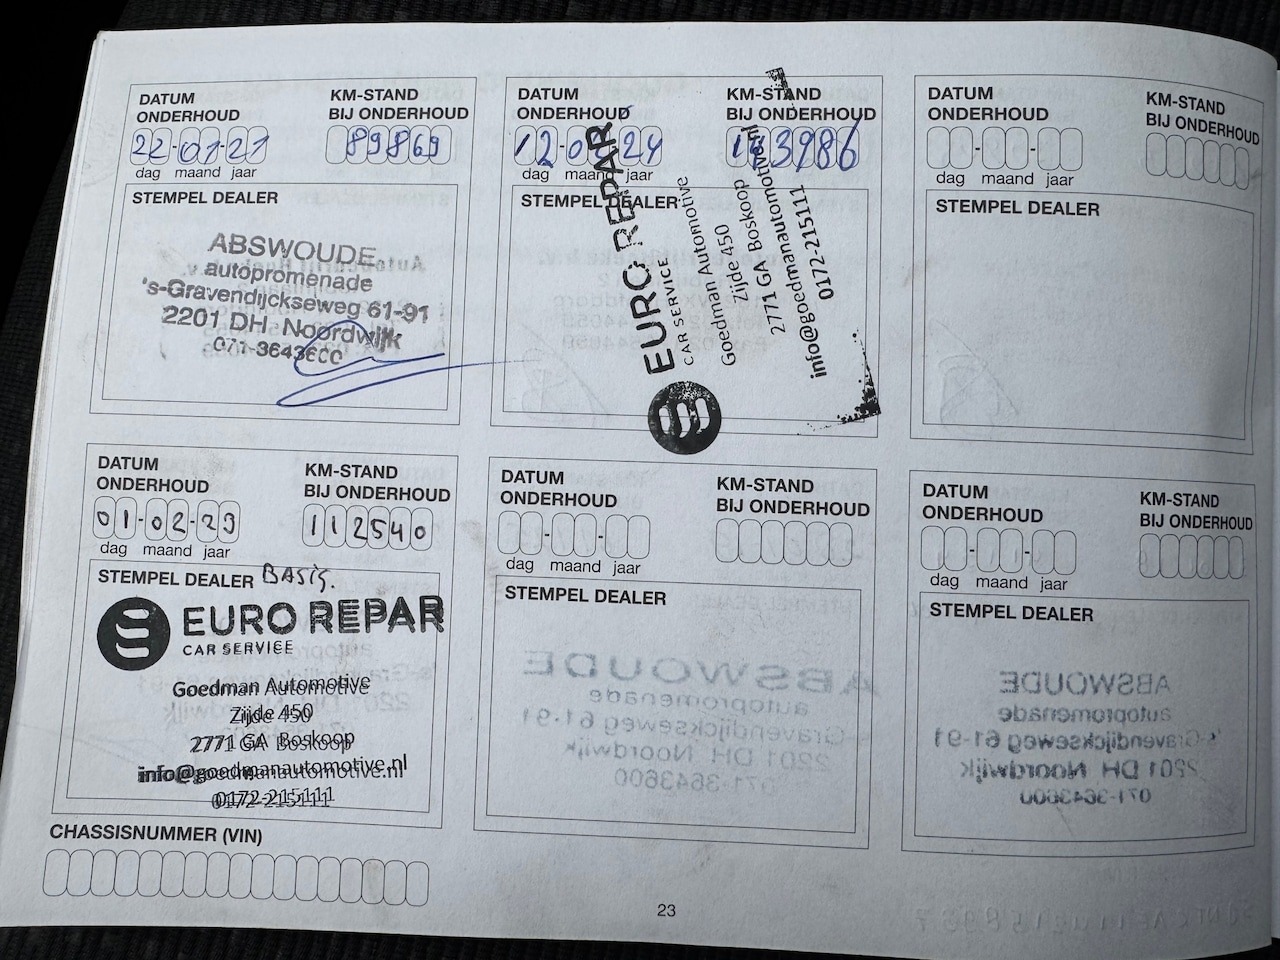 DATUM
ONDERHOUD
KM-STAND
BIJ ONDERHOUD
22-01-21
89869
dag maand jaar
STEMPEL DEALER
ABSWOUDE
autopromenade
's-Gravendijckseweg 61-91
2201 DH Noordwijk
071-3643600
DATUM
ONDERHOUD
KM-STAND
BIJ ONDERHOUD
dag maand jaar
STEMPEL DEALER
EURO REPAR
CAR SERVICE
Goedman Automotive
Zijde 450
2771 GA Boskoop
info@goedmanautomotive.nl
0172-215111
DATUM
ONDERHOUD
KM-STAND
BIJ ONDERHOUD
dag maand jaar
STEMPEL DEALER
DATUM
ONDERHOUD
KM-STAND
BIJ ONDERHOUD
01-02-23
112540
dag maand jaar
STEMPEL DEALER BASIS.
EURO REPAR
CAR SERVICE
Goedman Automotive
Zijde 450
2771 GA Boskoop
info@goedmanautomotive.nl
0172-215111
DATUM
ONDERHOUD
KM-STAND
BIJ ONDERHOUD
dag maand jaar
STEMPEL DEALER
DATUM
ONDERHOUD
KM-STAND
BIJ ONDERHOUD
dag maand jaar
STEMPEL DEALER
CHASSISNUMMER (VIN)
23